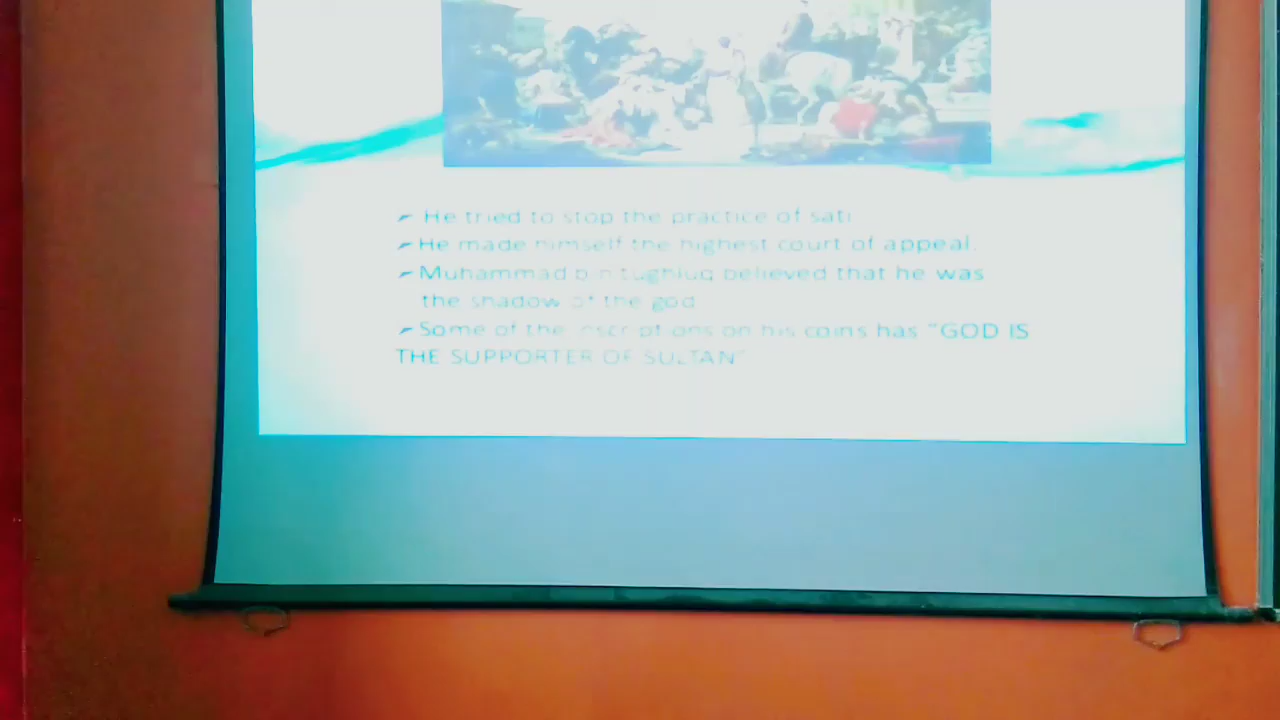 He tried to stop the practice of sati
He made himself the highest court of appeal.
Muhammad bin tughluq believed that he was
the shadow of the god
Some of the inscriptions on his coins has "GOD IS
THE SUPPORTER OF SULTAN"